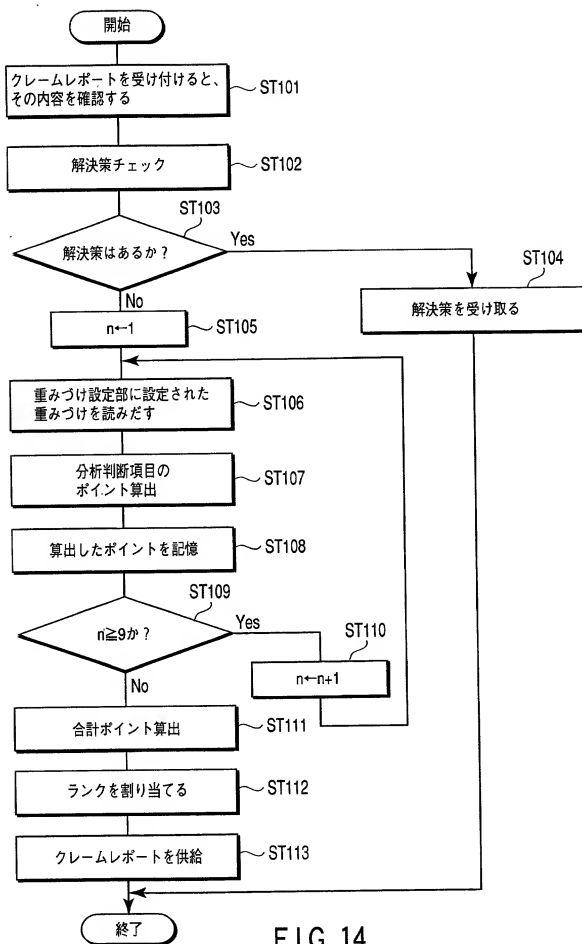 開始
クレームレポートを受け付けると、
その内容を確認する
ST101
解決策チェック
ST102
ST103
解決策はあるか？
Yes
No
ST104
解決策を受け取る
n←1
ST105
重みづけ設定部に設定された
重みづけを読みだす
ST106
分析判断項目の
ポイント算出
ST107
算出したポイントを記憶
ST108
ST109
n≧9か？
Yes
No
ST110
n←n+1
合計ポイント算出
ST111
ランクを割り当てる
ST112
クレームレポートを供給
ST113
終了
FIG. 14